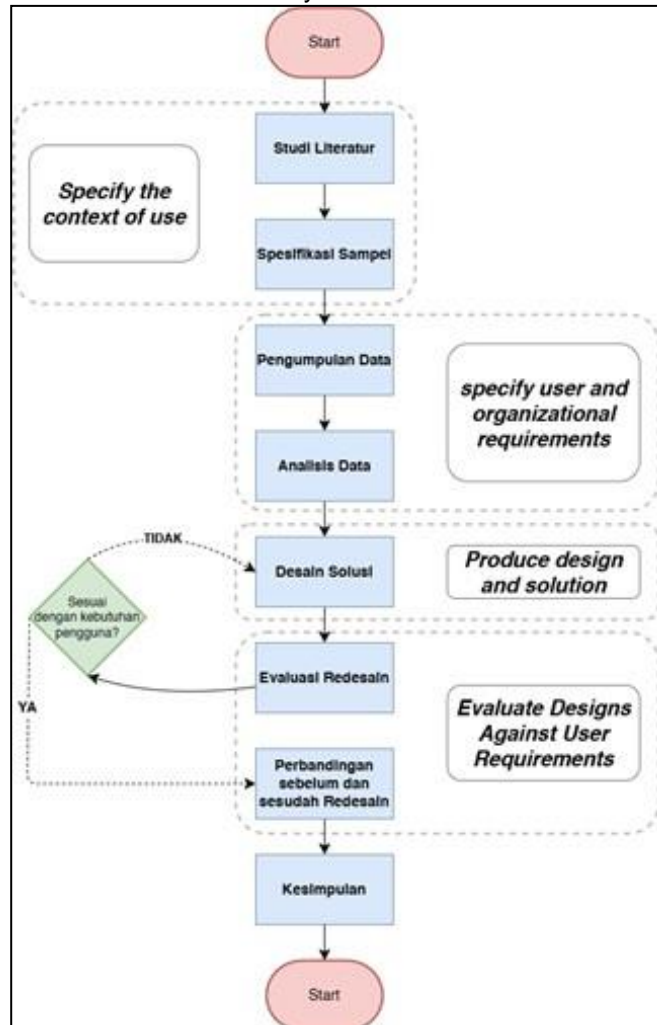 Start
Studi Literatur
Specify the
context of use
Spesifikasi Sampel
Pengumpulan Data
specify user and
organizational
requirements
Analisis Data
TIDAK
Desain Solusi
Produce design
and solution
Sesuai
dengan kebutuhan
pengguna?
Evaluasi Redesain
YA
Evaluate Designs
Against User
Requirements
Perbandingan
sebelum dan
sesudah Redesain
Kesimpulan
Start